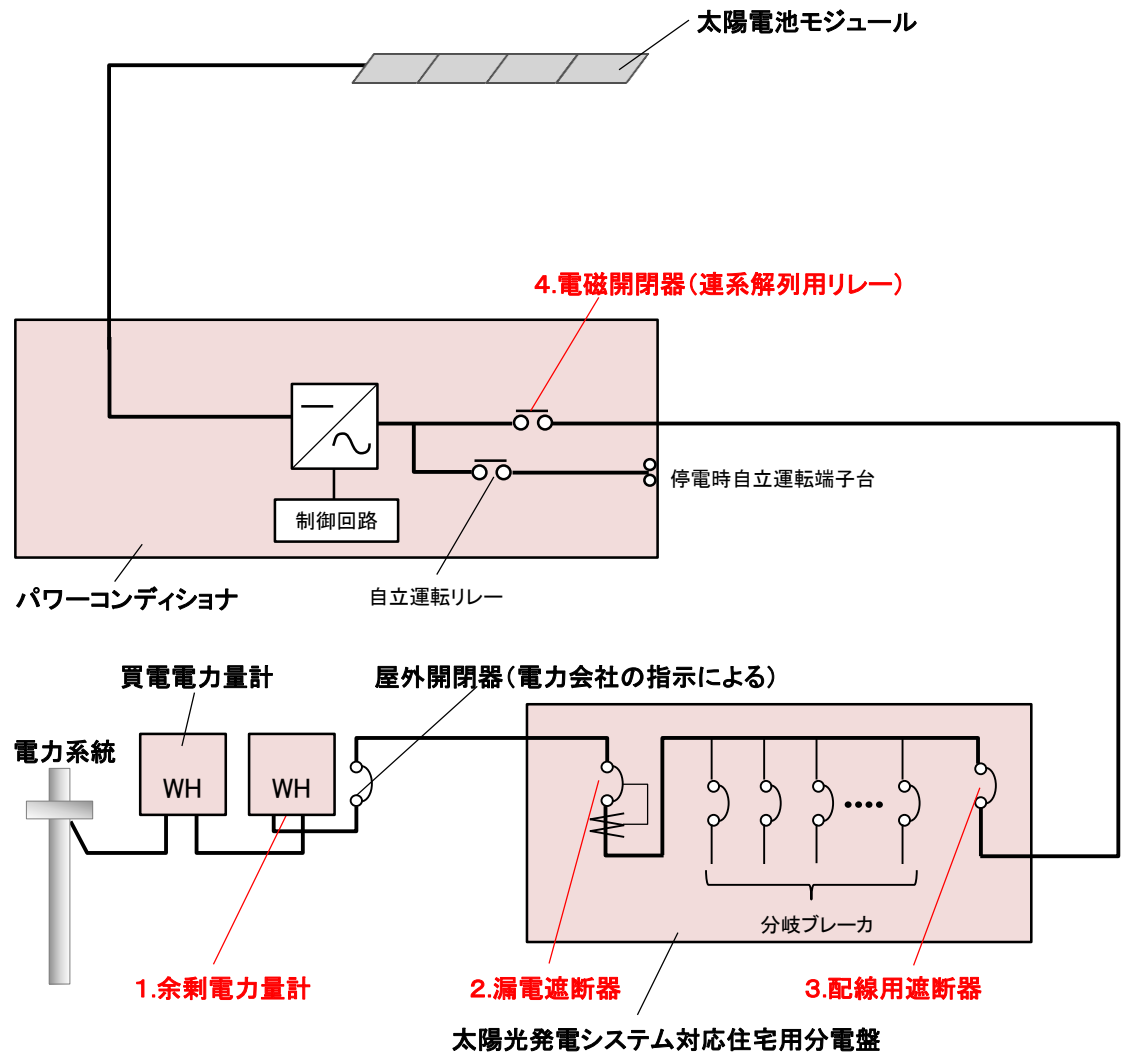 太陽電池モジュール
4.電磁開閉器（連系解列用リレー）
停電時自立運転端子台
制御回路
パワーコンディショナ
自立運転リレー
買電電力量計
屋外開閉器（電力会社の指示による）
電力系統
WH
WH
分岐ブレーカ
1.余剰電力量計
2.漏電遮断器
3.配線用遮断器
太陽光発電システム対応住宅用分電盤